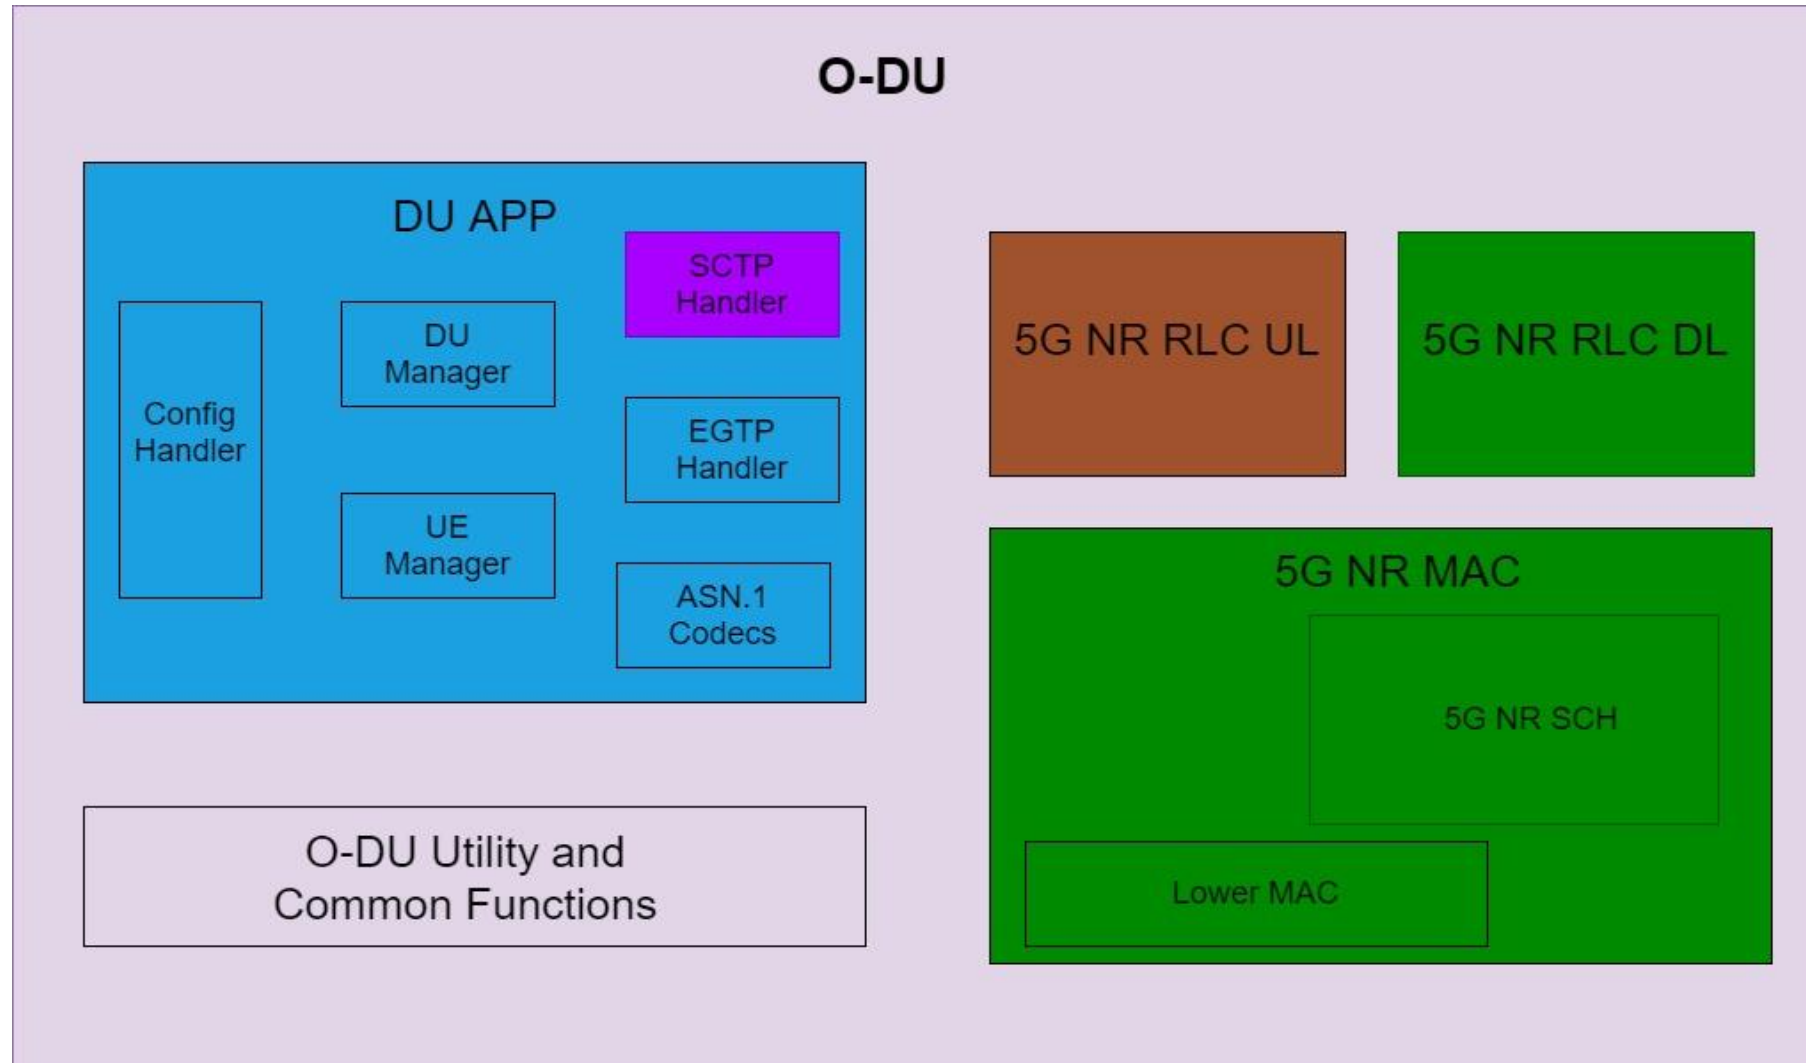 O-DU
DU APP
SCTP
Handler
DU
Manager
Config
Handler
EGTP
Handler
UE
Manager
ASN.1
Codecs
5G NR RLC UL
5G NR RLC DL
5G NR MAC
5G NR SCH
Lower MAC
O-DU Utility and
Common Functions